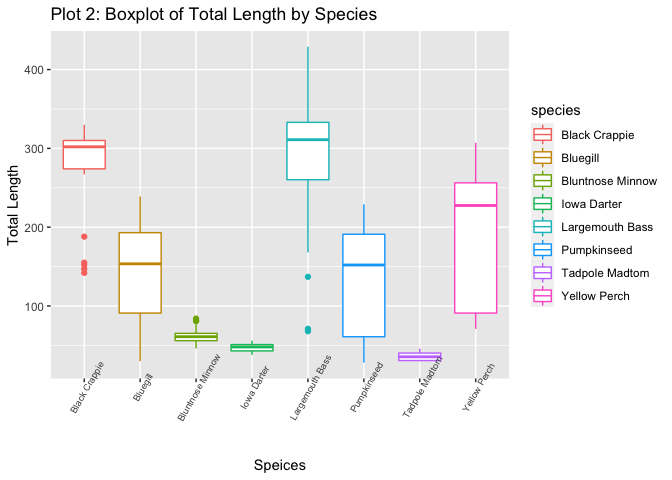 Plot 2: Boxplot of Total Length by Species
Total Length
400
300
200
100
Black Crappie
Bluegill
Bluntnose Minnow
Iowa Darter
Largemouth Bass
Pumpkinseed
Tadpole Madtom
Yellow Perch
Speices
species
Black Crappie
Bluegill
Bluntnose Minnow
Iowa Darter
Largemouth Bass
Pumpkinseed
Tadpole Madtom
Yellow Perch